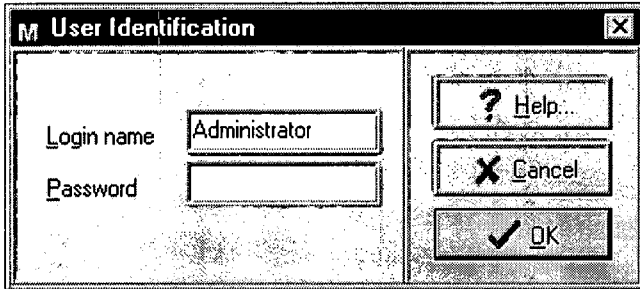 M User Identification
Login name Administrator
Password
Help...
Cancel
OK